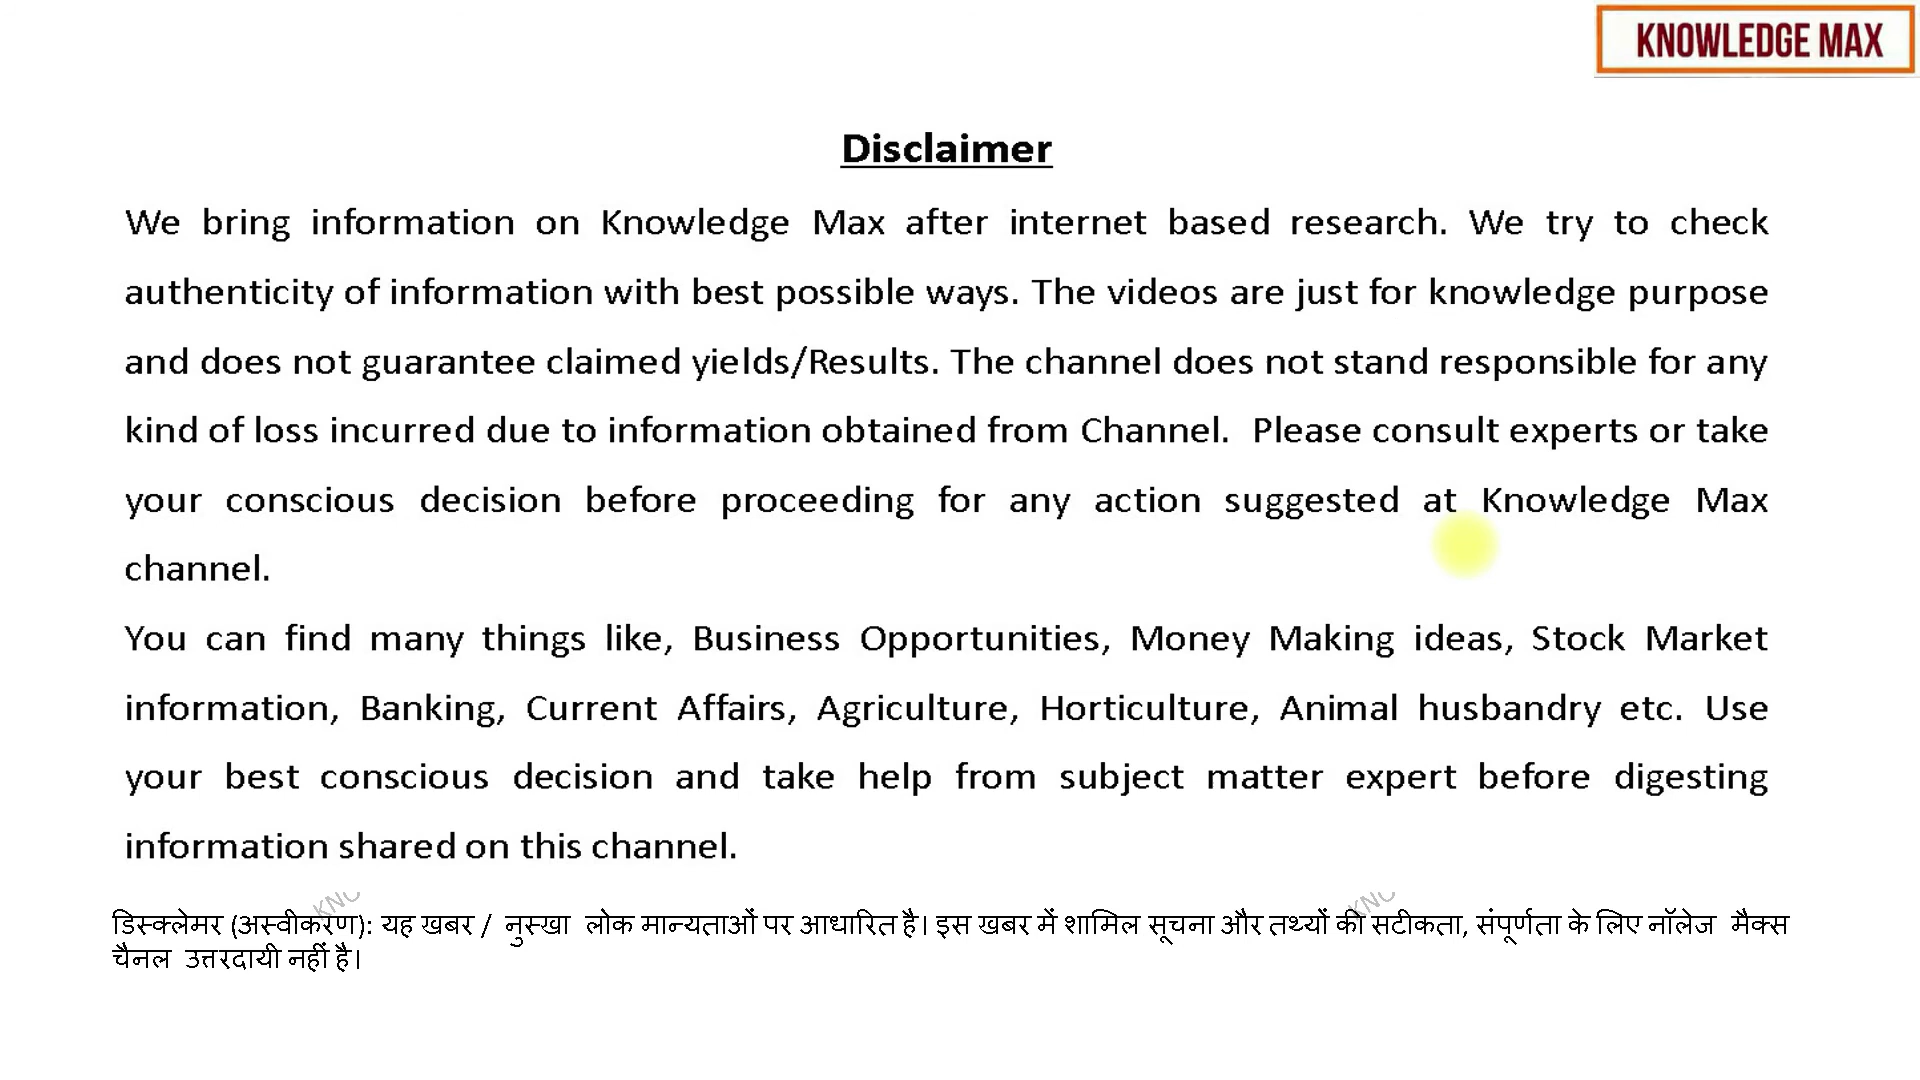 KNOWLEDGE MAX
Disclaimer
We bring information on Knowledge Max after internet based research. We try to check
authenticity of information with best possible ways. The videos are just for knowledge purpose
and does not guarantee claimed yields/Results. The channel does not stand responsible for any
kind of loss incurred due to information obtained from Channel.  Please consult experts or take
your conscious decision before proceeding for any action suggested at Knowledge Max
channel.
You can find many things like, Business Opportunities, Money Making ideas, Stock Market
information, Banking, Current Affairs, Agriculture, Horticulture, Animal husbandry etc. Use
your best conscious decision and take help from subject matter expert before digesting
information shared on this channel.
डिस्क्लेमर (अस्वीकरण): यह खबर / नुस्खा लोक मान्यताओं पर आधारित है। इस खबर में शामिल सूचना और तथ्यों की सटीकता, संपूर्णता के लिए नॉलेज मैक्स
चैनल उत्तरदायी नहीं है।